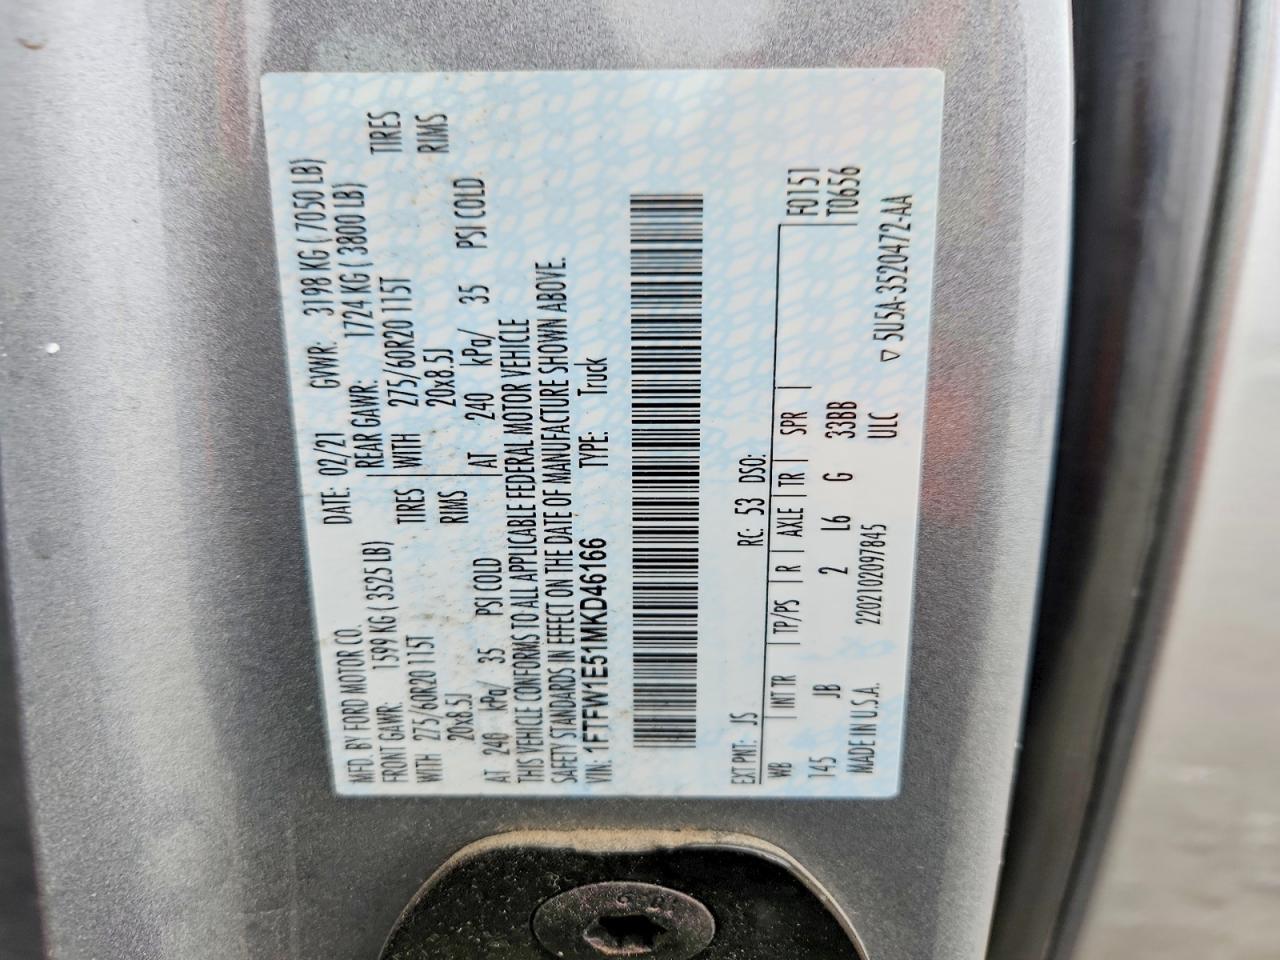 MFD. BY FORD MOTOR CO.
DATE: 02/21 GVWR: 3198 KG ( 7050 LB)
FRONT GAWR: 1599 KG ( 3525 LB)
REAR GAWR: 1724 KG ( 3800 LB)
WITH 275/60R20 115T TIRES
WITH 275/60R20 115T TIRES
20x8.5J RIMS
20x8.5J RIMS
AT 240 kPa/ 35 PSI COLD
AT 240 kPa/ 35 PSI COLD
THIS VEHICLE CONFORMS TO ALL APPLICABLE FEDERAL MOTOR VEHICLE
SAFETY STANDARDS IN EFFECT ON THE DATE OF MANUFACTURE SHOWN ABOVE.
VIN: 1FTFW1E51MKD46166 TYPE: Truck
EXT PNT: JS RC: 53 DSO: F0151
WB INT TR TP/PS R AXLE TR SPR T0656
145 JB 2 L6 G 33BB
MADE IN U.S.A. 2202102097845 ULC ▽ 5U5A-3520472-AA